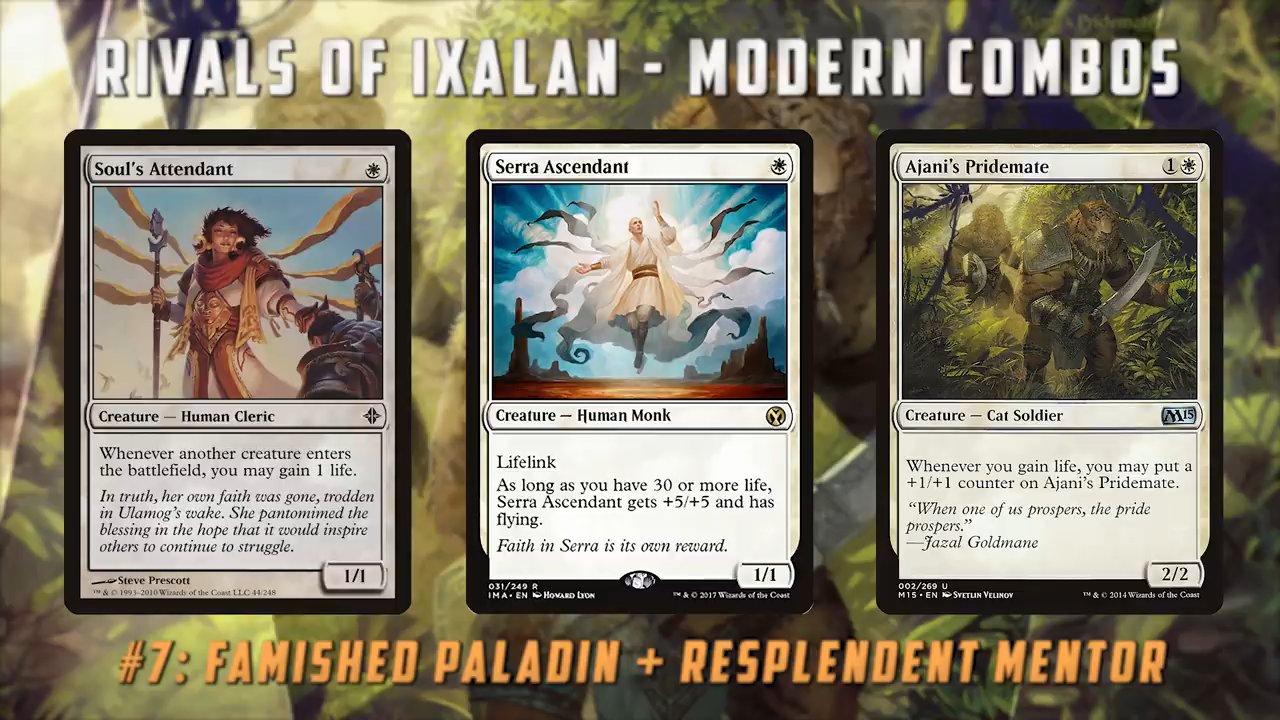 RIVALS OF IXALAN - MODERN COMBOS
Soul's Attendant
Creature — Human Cleric
Whenever another creature enters
the battlefield, you may gain 1 life.
In truth, her own faith was gone, trodden
in Ulamog's wake. She pantomimed the
blessing in the hope that it would inspire
others to continue to struggle.
Steve Prescott
1/1
™ & © 1993–2010 Wizards of the Coast LLC 44/248
Serra Ascendant
Creature — Human Monk
Lifelink
As long as you have 30 or more life,
Serra Ascendant gets +5/+5 and has
flying.
Faith in Serra is its own reward.
1/1
031/249 R
IMA • EN Howard Lyon
™ & © 2017 Wizards of the Coast
Ajani's Pridemate
1
Creature — Cat Soldier
M15
Whenever you gain life, you may put a
+1/+1 counter on Ajani's Pridemate.
"When one of us prospers, the pride
prospers."
—Jazal Goldmane
2/2
002/269 U
M15 • EN Svetlin Velinov
™ & © 2014 Wizards of the Coast
#7: FAMISHED PALADIN + RESPLENDENT MENTOR